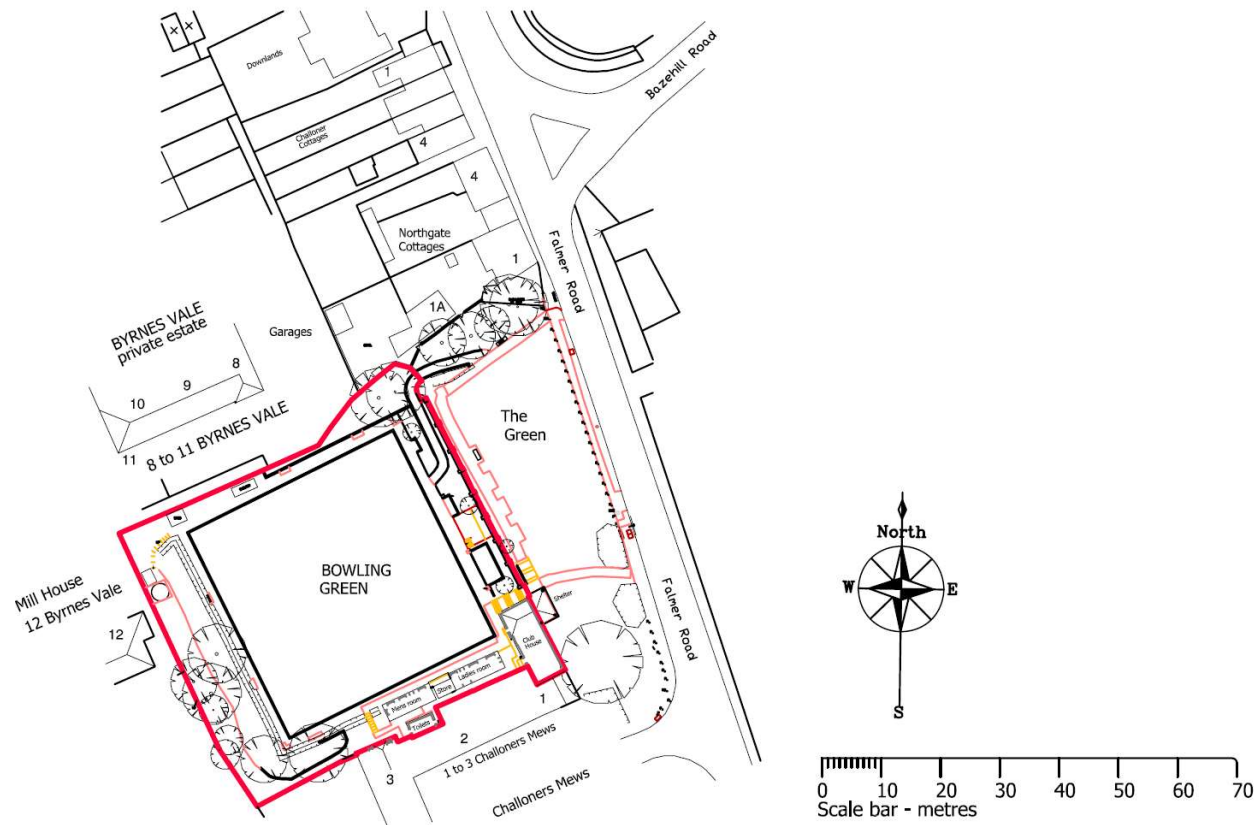 Downlands
1
Challoner
Cottages
4
4
Northgate
Cottages
1
1A
Bazehill Road
Falmer Road
Garages
BYRNES VALE
private estate
8
9
10
11
8 to 11 BYRNES VALE
The
Green
BOWLING
GREEN
Mill House
12 Byrnes Vale
12
Shelter
Club
House
Ladies room
Store
Mens room
Toilets
1
2
3
1 to 3 Challoners Mews
Challoners Mews
Falmer Road
North
W
E
S
0 10 20 30 40 50 60 70
Scale bar - metres